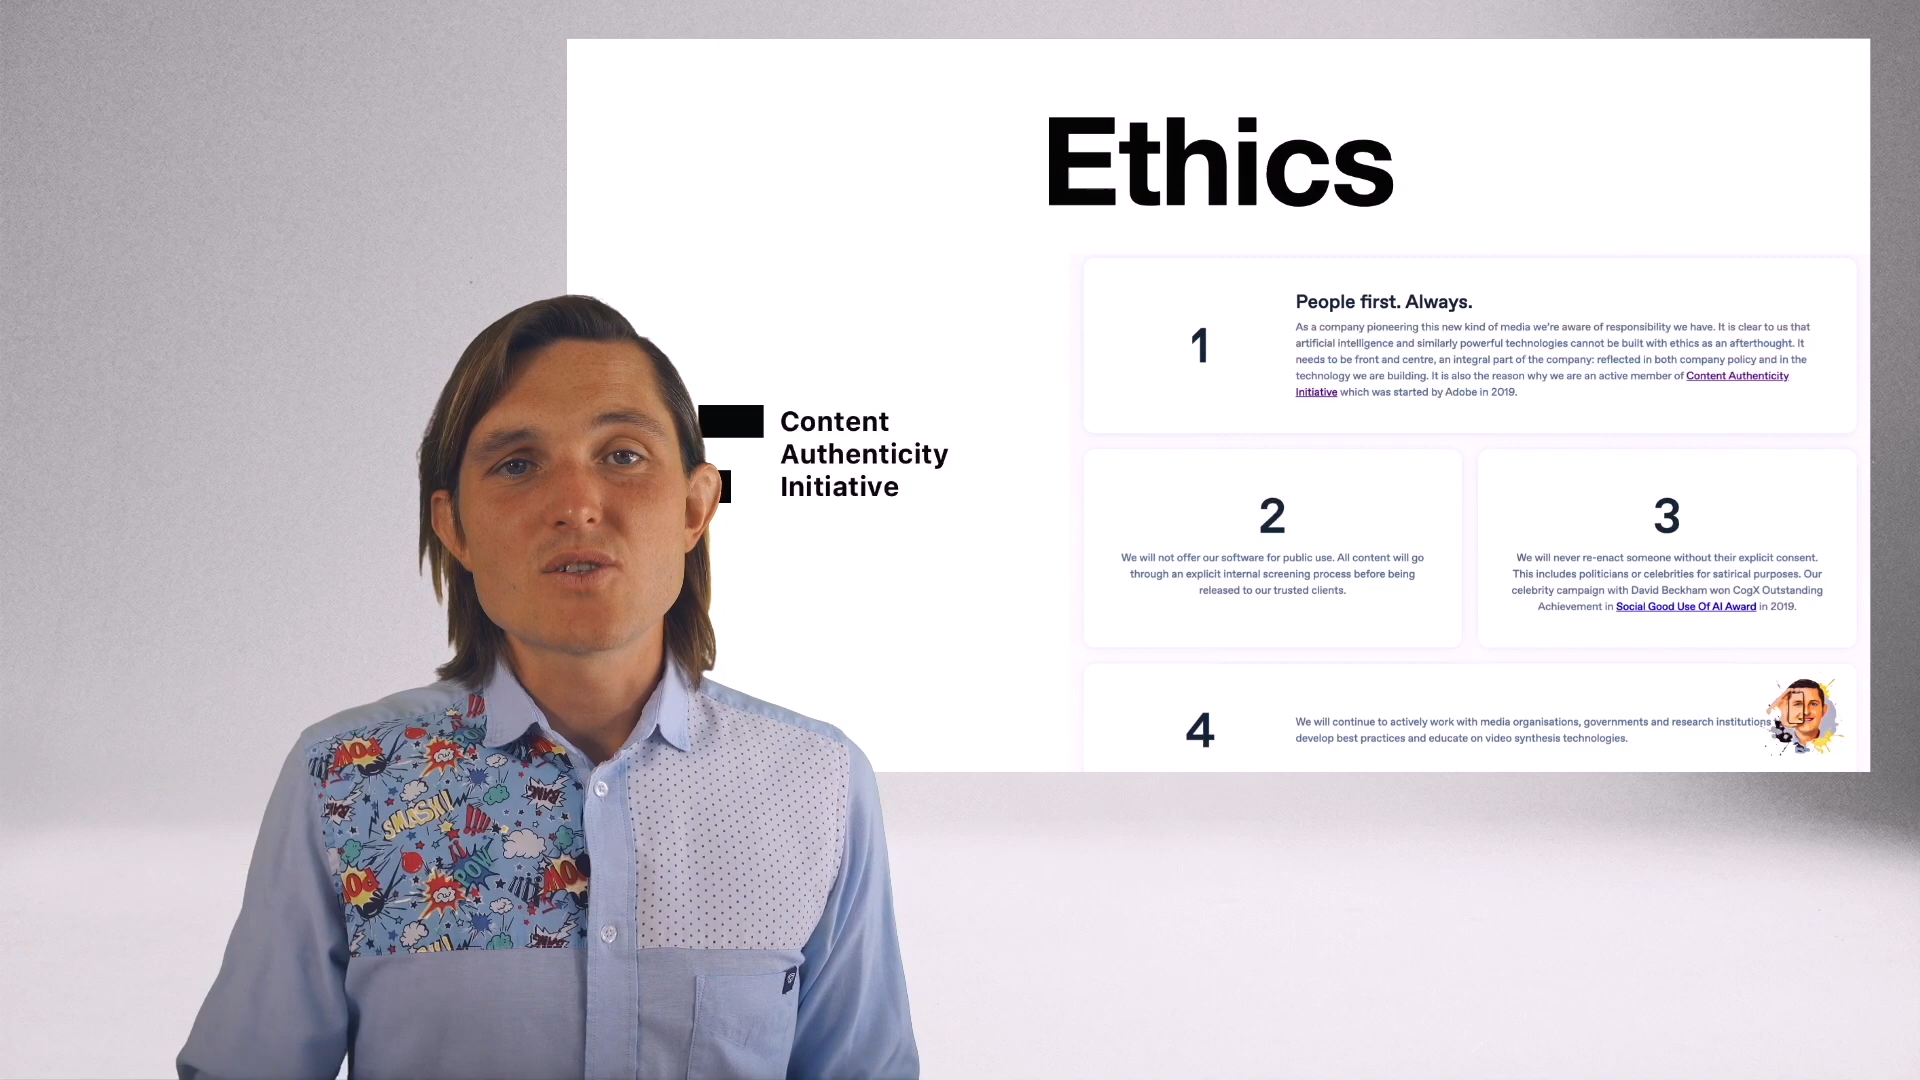 Ethics
Content
Authenticity
Initiative
1
People first. Always.
As a company pioneering this new kind of media we're aware of responsibility we have. It is clear to us that
artificial intelligence and similarly powerful technologies cannot be built with ethics as an afterthought. It
needs to be front and centre, an integral part of the company: reflected in both company policy and in the
technology we are building. It is also the reason why we are an active member of Content Authenticity
Initiative which was started by Adobe in 2019.
2
We will not offer our software for public use. All content will go
through an explicit internal screening process before being
released to our trusted clients.
3
We will never re-enact someone without their explicit consent.
This includes politicians or celebrities for satirical purposes. Our
celebrity campaign with David Beckham won CogX Outstanding
Achievement in Social Good Use Of AI Award in 2019.
4
We will continue to actively work with media organisations, governments and research institutions
develop best practices and educate on video synthesis technologies.
POW
BANG
SMASH!!
BANG
POW
POW
POW
BANG